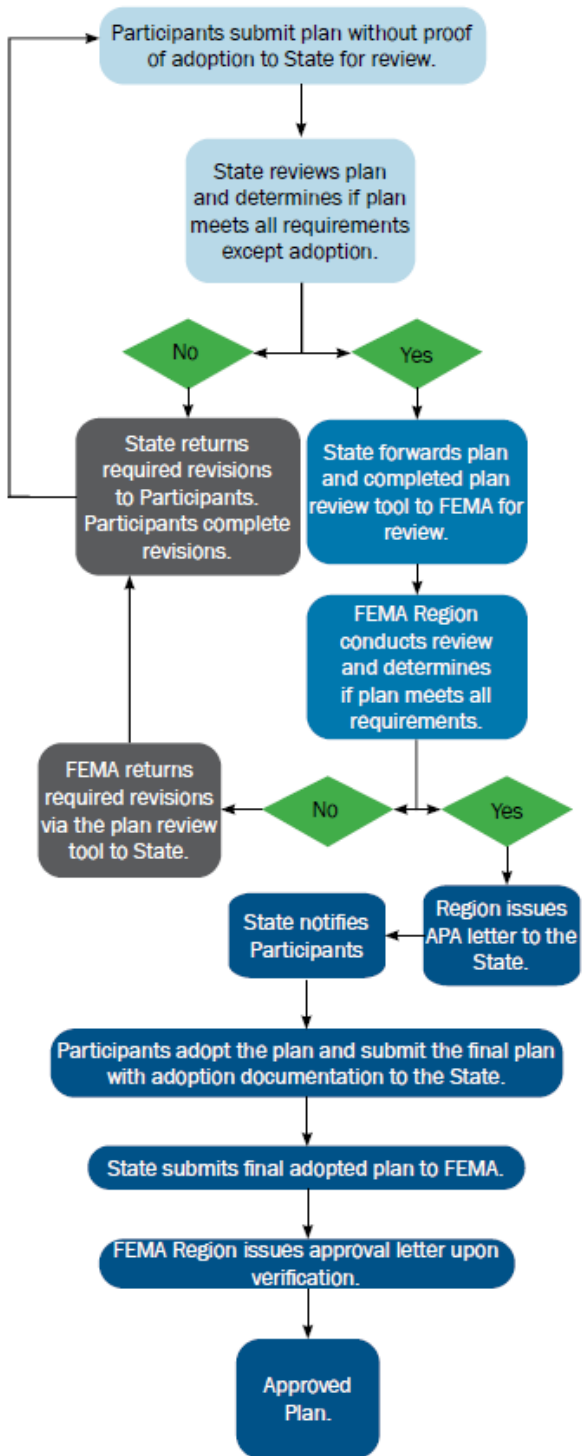 Participants submit plan without proof
of adoption to State for review.
State reviews plan
and determines if plan
meets all requirements
except adoption.
No
Yes
State returns
required revisions
to Participants.
Participants complete
revisions.
State forwards plan
and completed plan
review tool to FEMA for
review.
FEMA Region
conducts review
and determines
if plan meets all
requirements.
FEMA returns
required revisions
via the plan review
tool to State.
No
Yes
State notifies
Participants
Region issues
APA letter to the
State.
Participants adopt the plan and submit the final plan
with adoption documentation to the State.
State submits final adopted plan to FEMA.
FEMA Region issues approval letter upon
verification.
Approved
Plan.